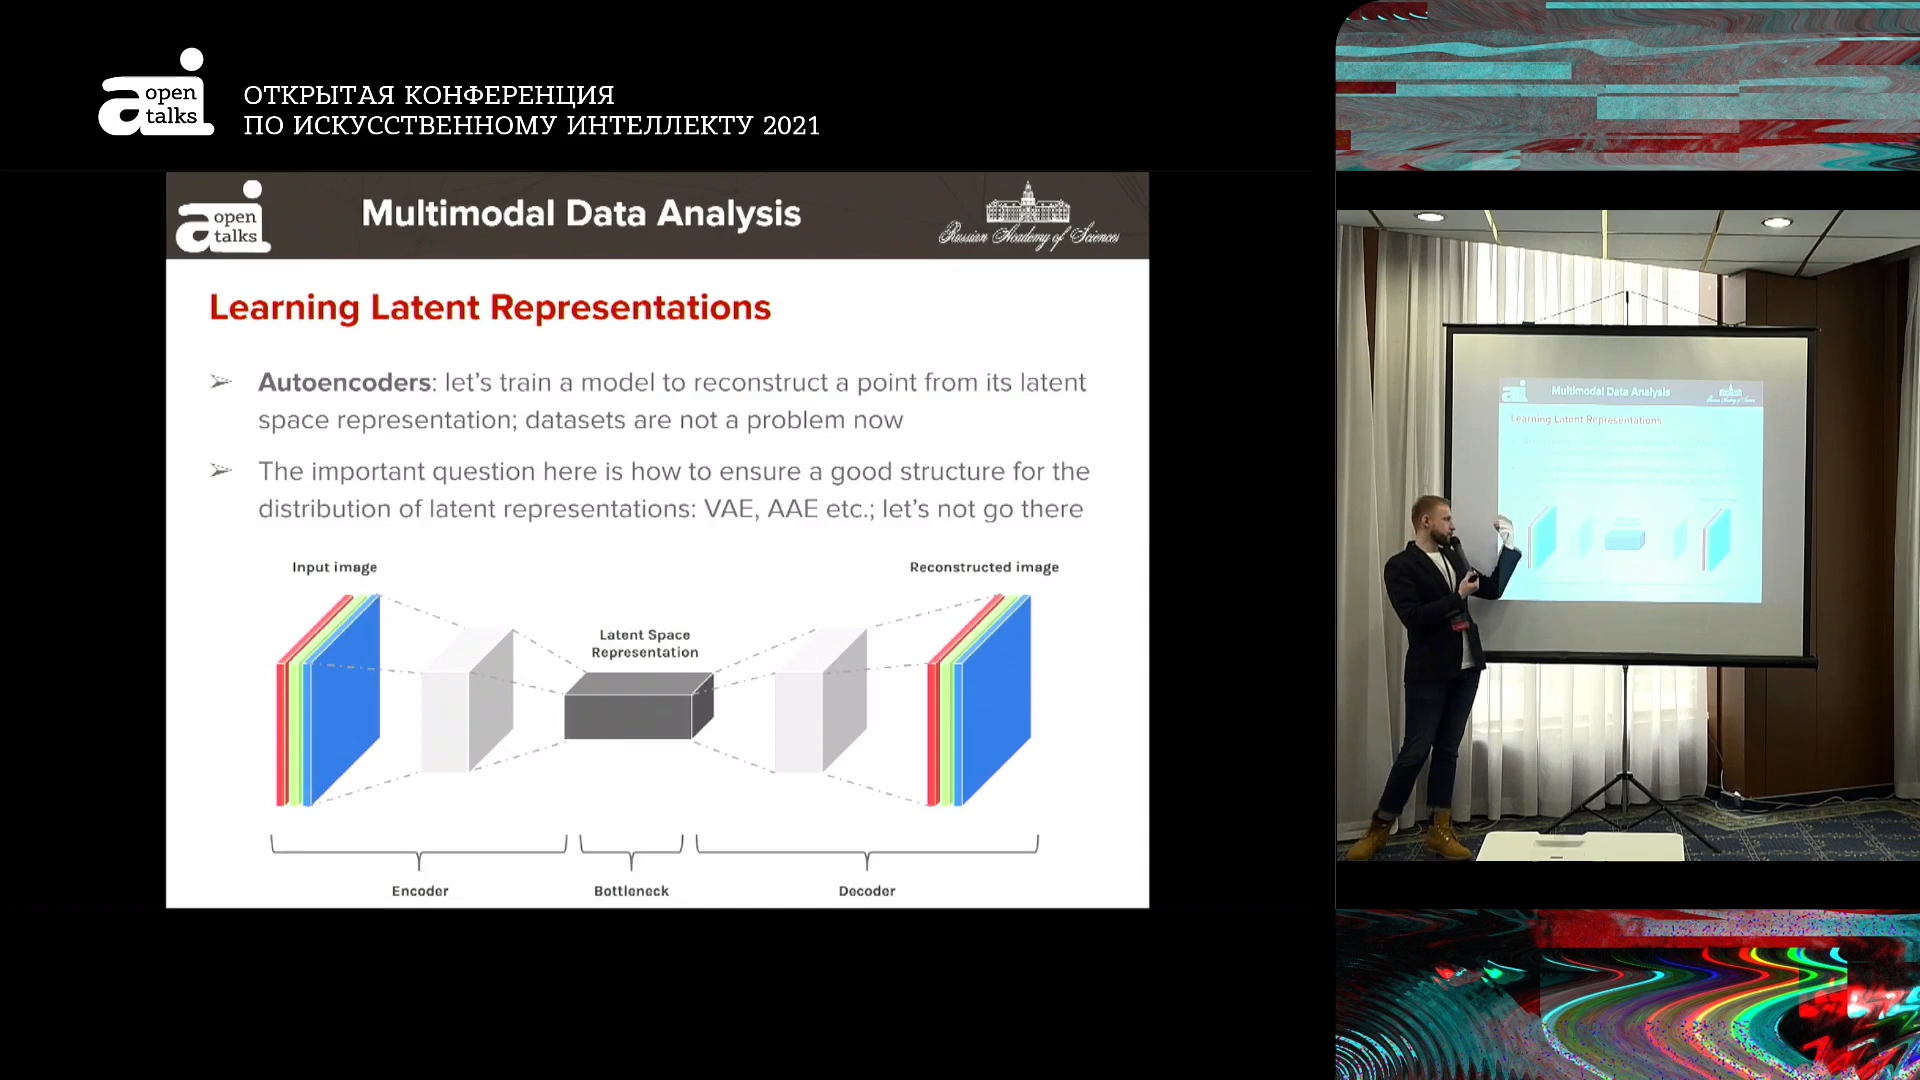 open
talks
ОТКРЫТАЯ КОНФЕРЕНЦИЯ
ПО ИСКУССТВЕННОМУ ИНТЕЛЛЕКТУ 2021
open
talks
Multimodal Data Analysis
Russian Academy of Sciences
Learning Latent Representations
➢ Autoencoders: let's train a model to reconstruct a point from its latent
space representation; datasets are not a problem now
➢ The important question here is how to ensure a good structure for the
distribution of latent representations: VAE, AAE etc.; let's not go there
Input image
Reconstructed image
Latent Space
Representation
Encoder
Bottleneck
Decoder
Multimodal Data Analysis
Learning Latent Representations